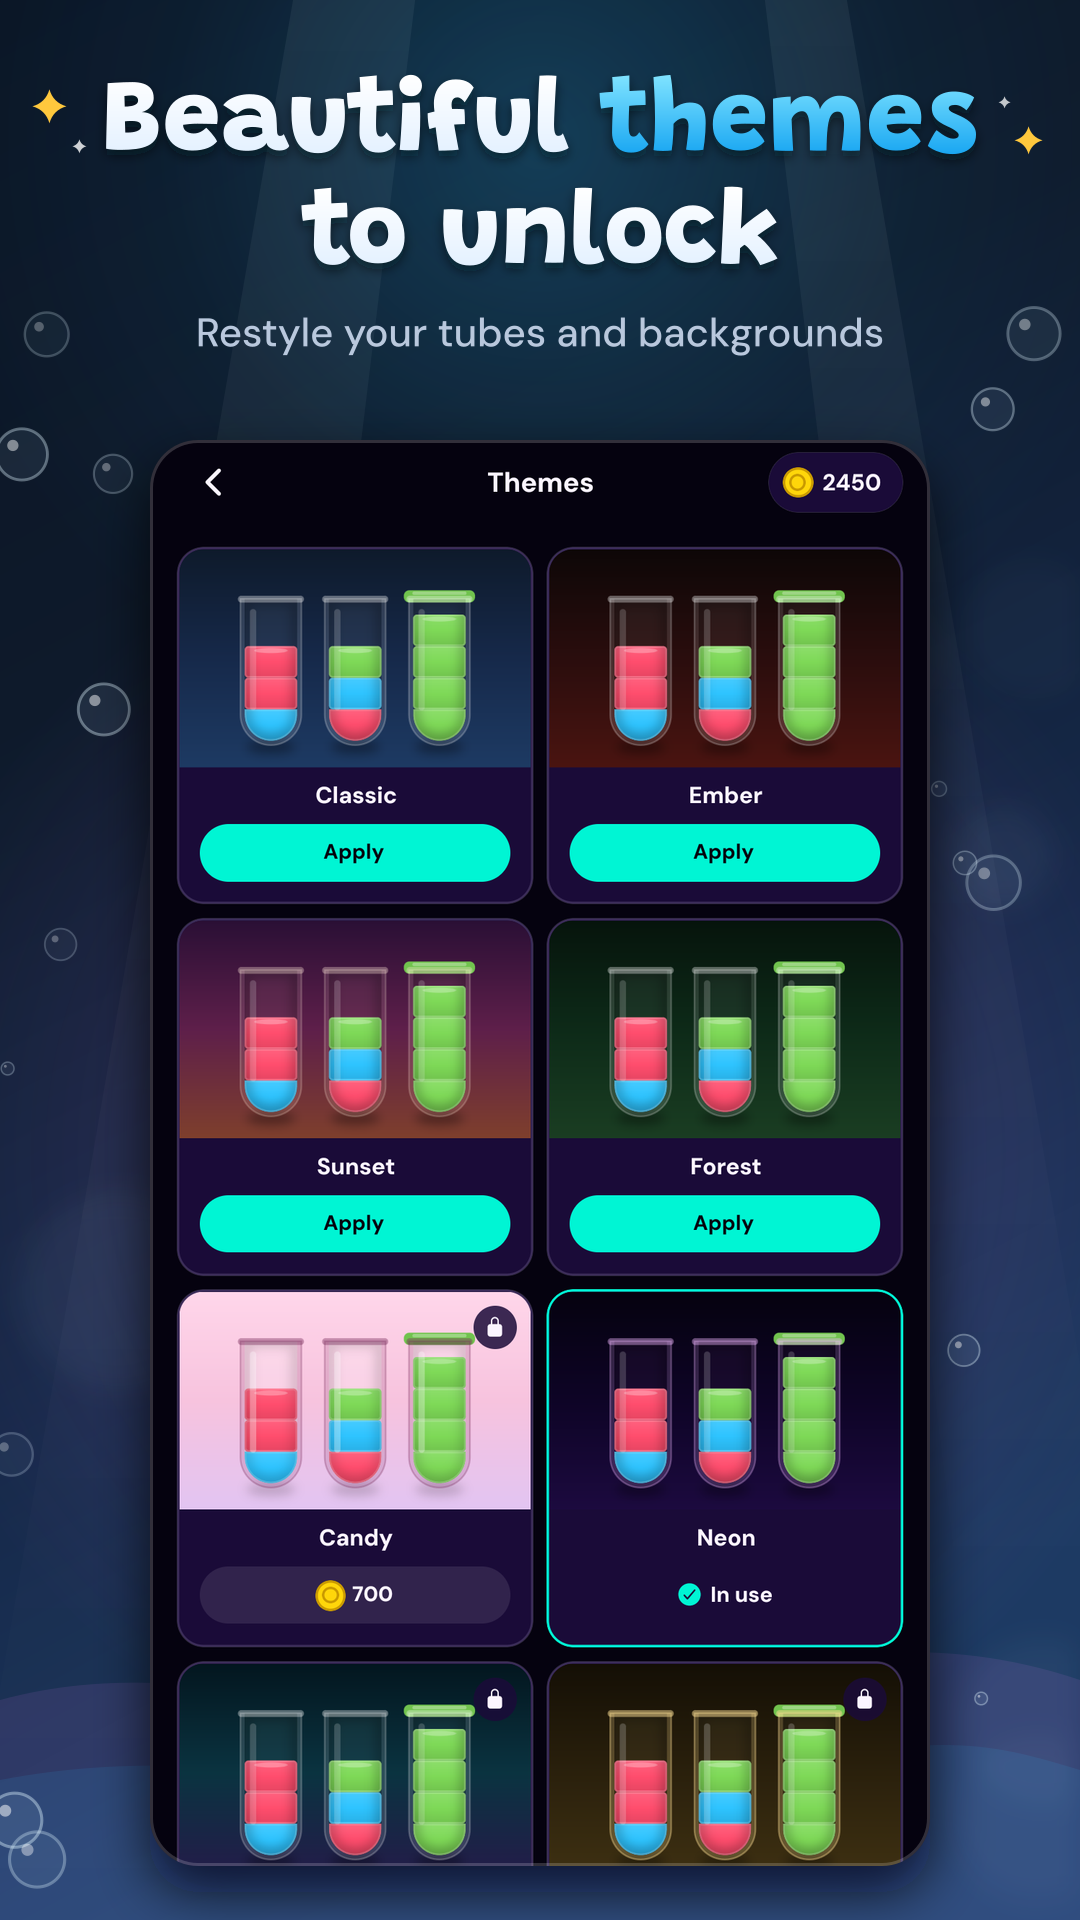 Beautiful themes
to unlock
Restyle your tubes and backgrounds
Themes
2450
Classic
Ember
Apply
Apply
Sunset
Forest
Apply
Apply
Candy
Neon
700
In use